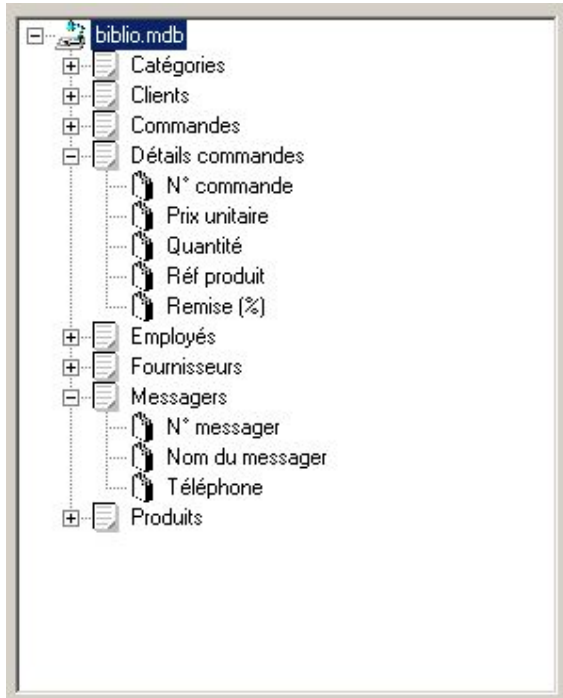 biblio.mdb
Catégories
Clients
Commandes
Détails commandes
N° commande
Prix unitaire
Quantité
Réf produit
Remise (%)
Employés
Fournisseurs
Messagers
N° messager
Nom du messager
Téléphone
Produits